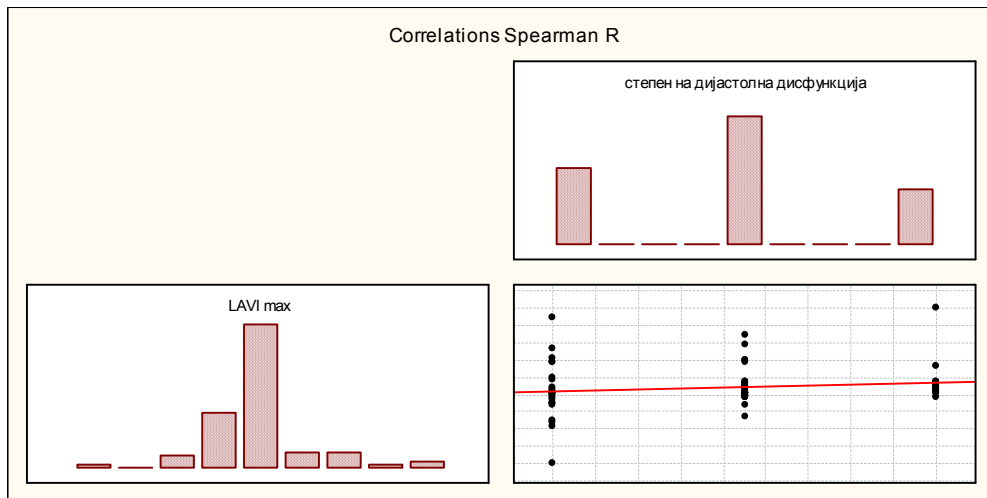 Correlations Spearman R
степен на дијастолна дисфункција
LAVI max